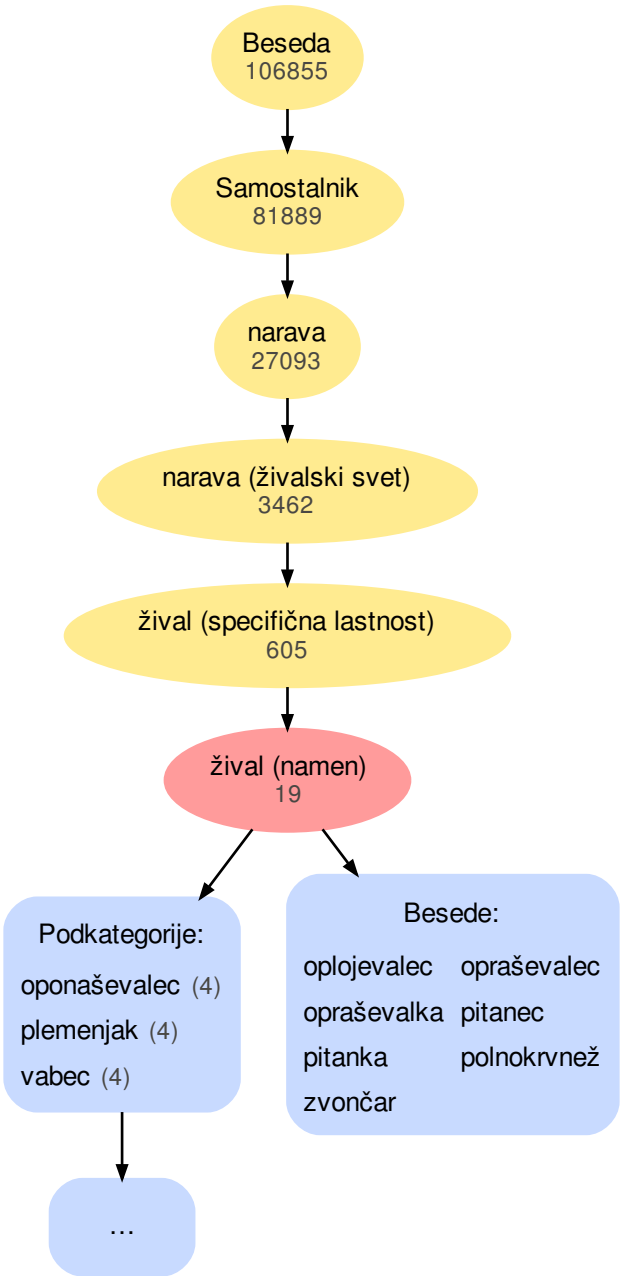 Beseda
106855
Samostalnik
81889
narava
27093
narava (živalski svet)
3462
žival (specifična lastnost)
605
žival (namen)
19
Podkategorije:
oponaševalec (4)
plemenjak (4)
vabec (4)
Besede:
oplojevalec opraševalec
opraševalka pitanec
pitanka polnokrvnež
zvončar
…